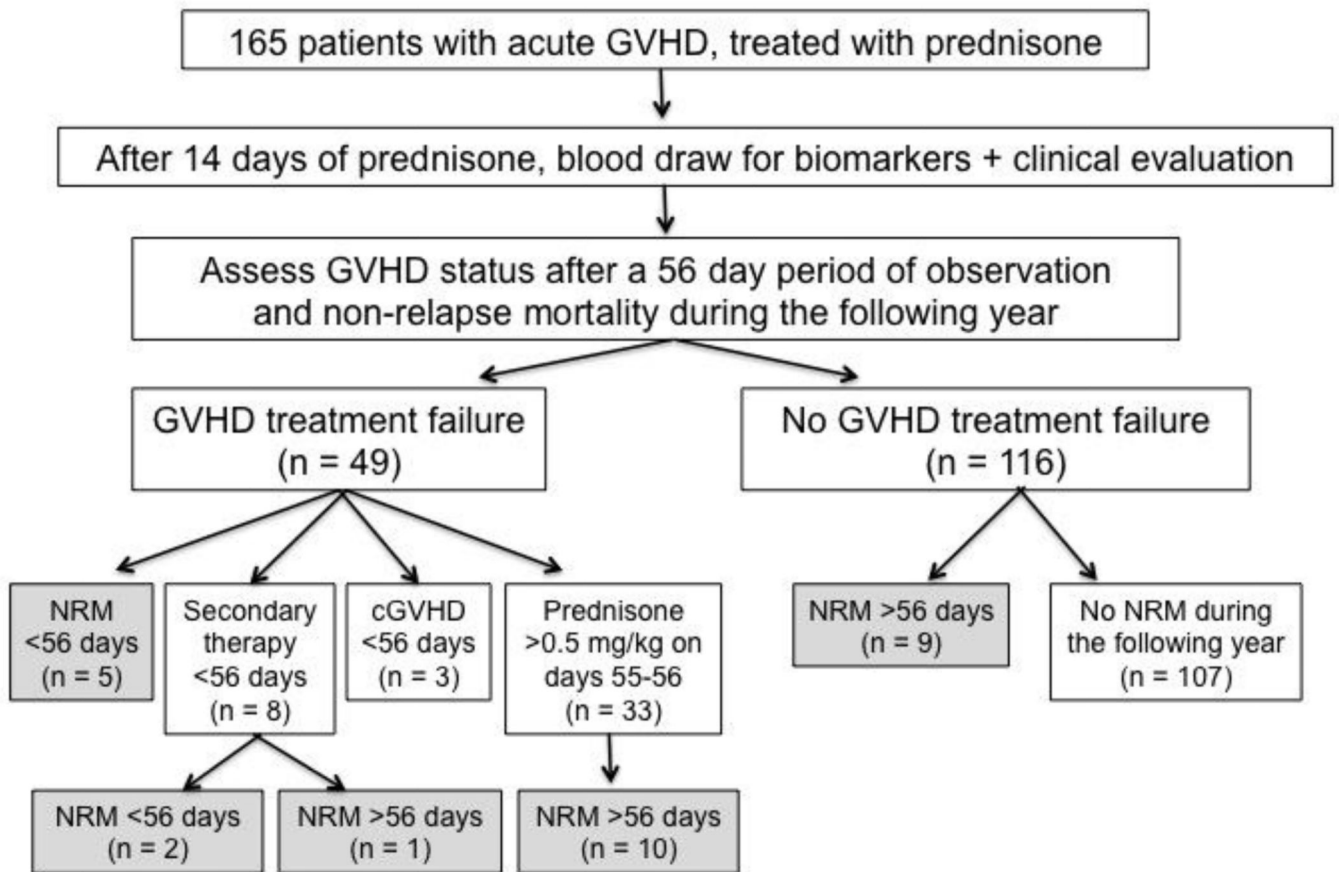 165 patients with acute GVHD, treated with prednisone
After 14 days of prednisone, blood draw for biomarkers + clinical evaluation
Assess GVHD status after a 56 day period of observation
and non-relapse mortality during the following year
GVHD treatment failure
(n = 49)
No GVHD treatment failure
(n = 116)
NRM
<56 days
(n = 5)
Secondary
therapy
<56 days
(n = 8)
cGVHD
<56 days
(n = 3)
Prednisone
>0.5 mg/kg on
days 55-56
(n = 33)
NRM >56 days
(n = 9)
No NRM during
the following year
(n = 107)
NRM <56 days
(n = 2)
NRM >56 days
(n = 1)
NRM >56 days
(n = 10)